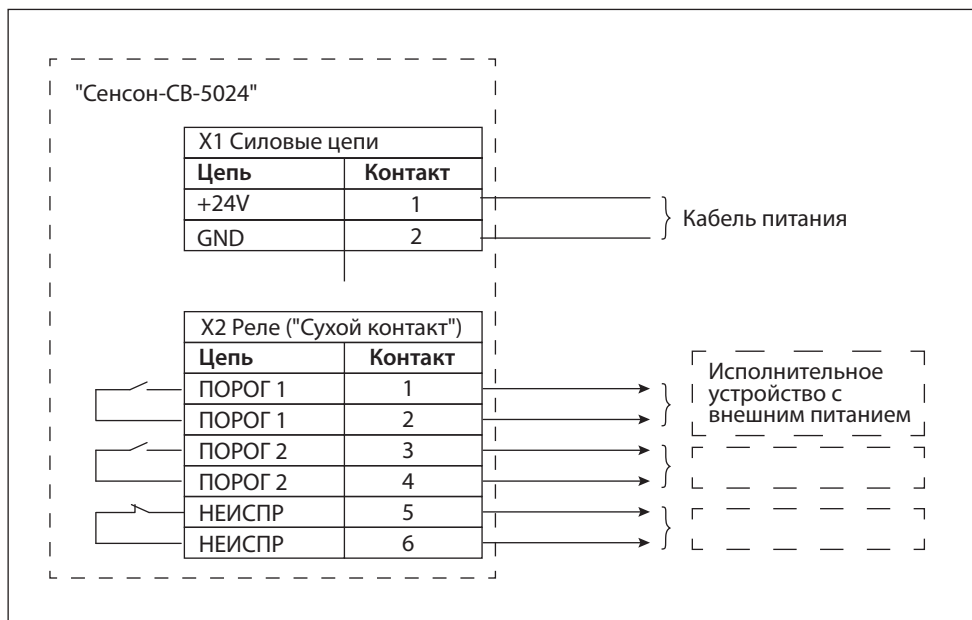 "Сенсон-СВ-5024"
X1 Силовые цепи
Цепь Контакт
+24V 1
GND 2
Кабель питания
X2 Реле ("Сухой контакт")
Цепь Контакт
ПОРОГ 1 1
ПОРОГ 1 2
ПОРОГ 2 3
ПОРОГ 2 4
НЕИСПР 5
НЕИСПР 6
Исполнительное
устройство с
внешним питанием